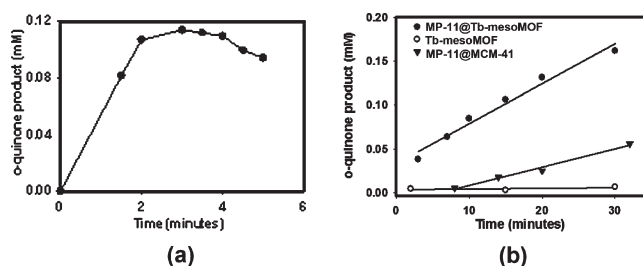 0.12
0.08
0.04
0.00
0 2 4 6
o-quinone product (mM)
Time (minutes)
(a)
MP-11@Tb-mesoMOF
Tb-mesoMOF
MP-11@MCM-41
0.20
0.15
0.10
0.05
0.00
0 10 20 30
o-quinone product (mM)
Time (minutes)
(b)